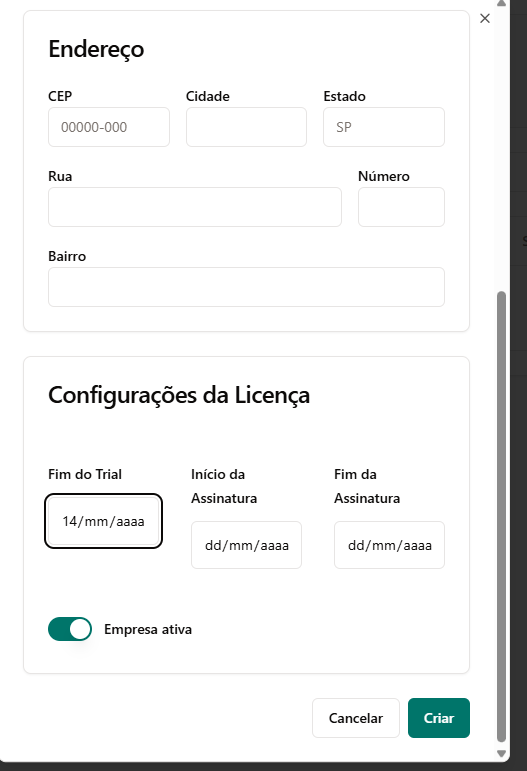 Endereço
CEP
Cidade
Estado
00000-000
SP
Rua
Número
Bairro
Configurações da Licença
Fim do Trial
Início da
Assinatura
Fim da
Assinatura
14/mm/aaaa
dd/mm/aaaa
dd/mm/aaaa
Empresa ativa
Cancelar
Criar